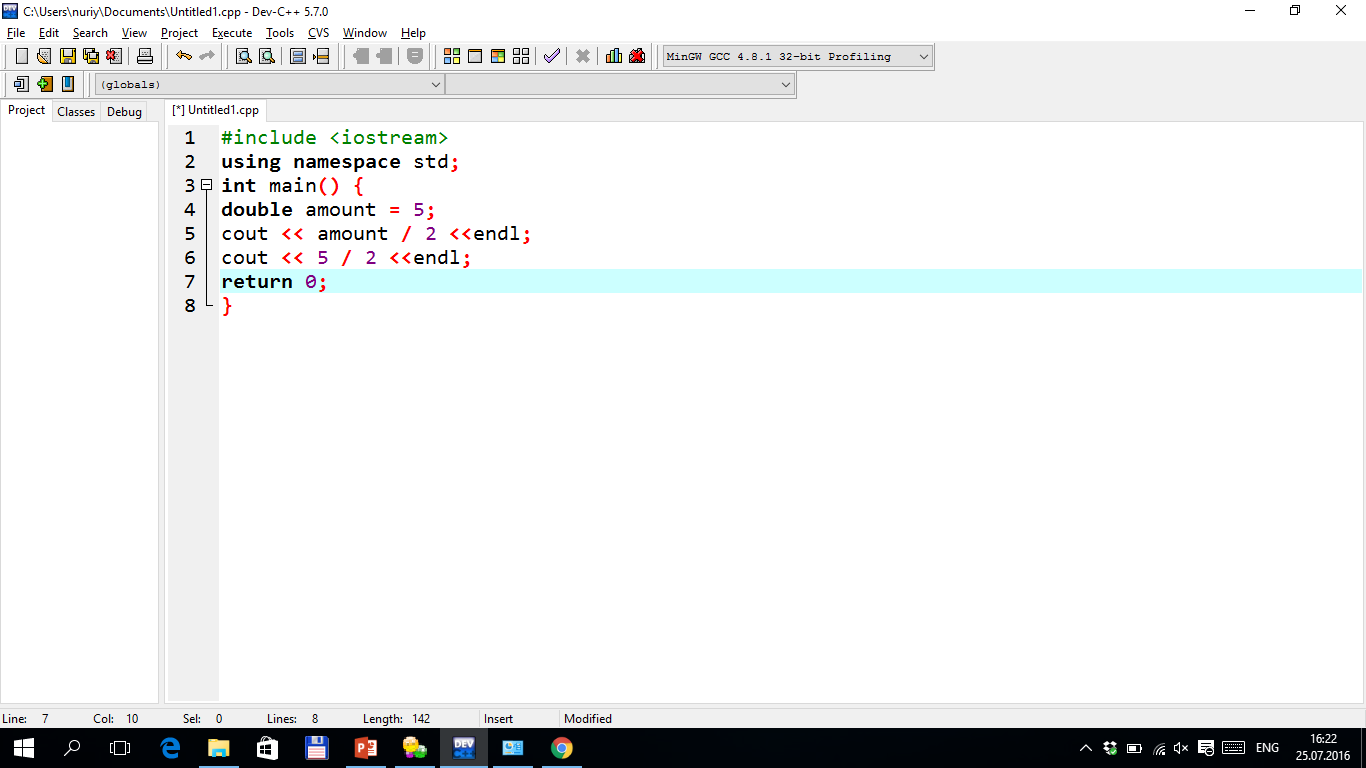 C:\Users\nuriy\Documents\Untitled1.cpp - Dev-C++ 5.7.0
File Edit Search View Project Execute Tools CVS Window Help
MinGW GCC 4.8.1 32-bit Profiling
(globals)
Project Classes Debug [*] Untitled1.cpp
1 #include <iostream>
2 using namespace std;
3 int main() {
4 double amount = 5;
5 cout << amount / 2 <<endl;
6 cout << 5 / 2 <<endl;
7 return 0;
8 }
Line: 7 Col: 10 Sel: 0 Lines: 8 Length: 142 Insert Modified
DEV
ENG
16:22
25.07.2016